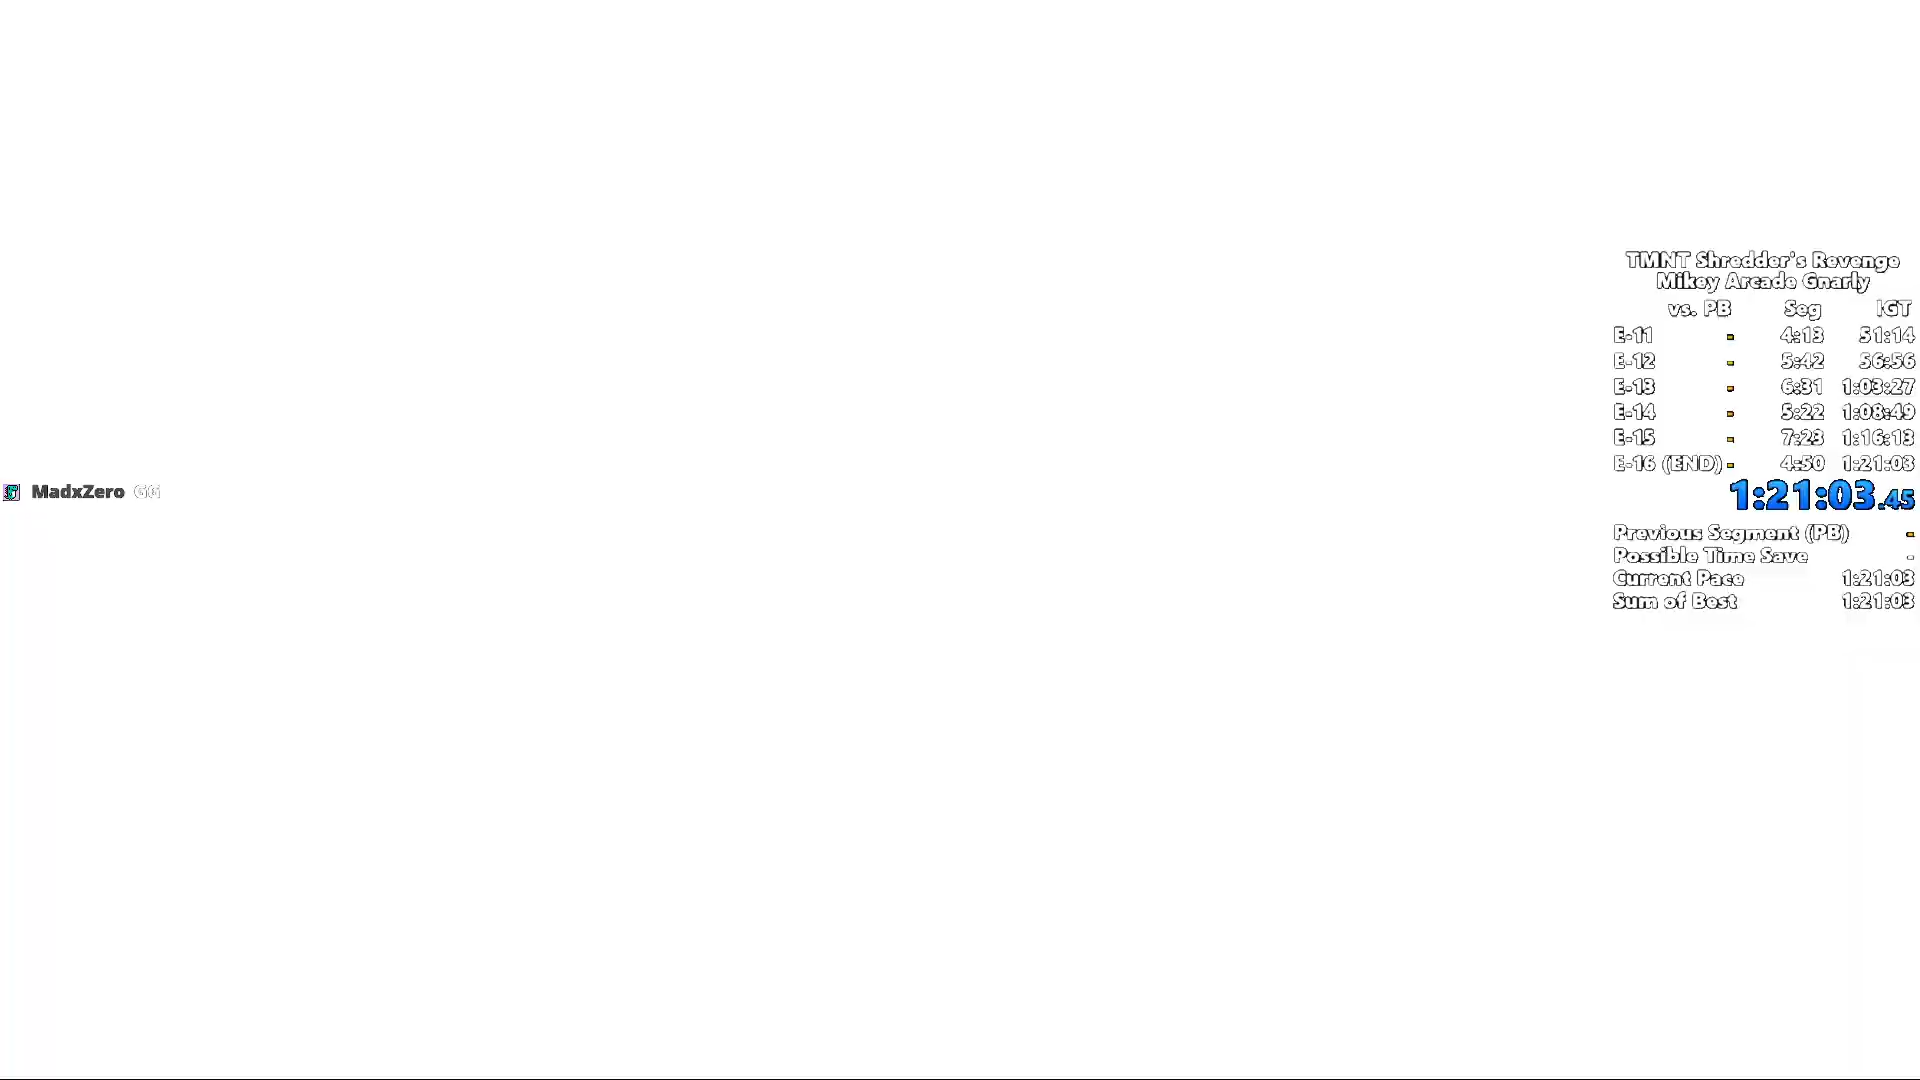 TMNT Shredder's Revenge
Mikey Arcade Gnarly
vs. PB Seg IGT
E-11 - 4:13 51:14
E-12 - 5:42 56:56
E-13 - 6:31 1:03:27
E-14 - 5:22 1:08:49
E-15 - 7:23 1:16:13
E-16 (END) - 4:50 1:21:03
MadxZero GG
1:21:03.45
Previous Segment (PB) -
Possible Time Save -
Current Pace 1:21:03
Sum of Best 1:21:03